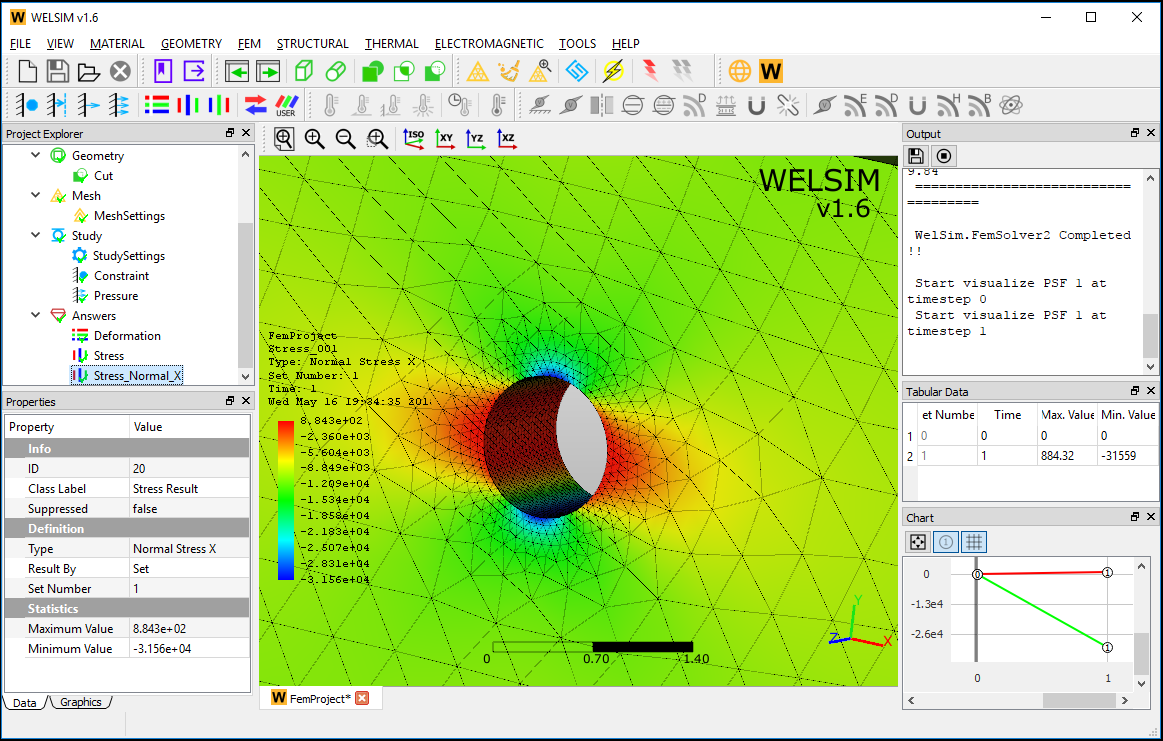 WELSIM v1.6
FILE VIEW MATERIAL GEOMETRY FEM STRUCTURAL THERMAL ELECTROMAGNETIC TOOLS HELP
W
USER
D E D H B
Project Explorer
Geometry
Cut
Mesh
MeshSettings
Study
StudySettings
Constraint
Pressure
Answers
Deformation
Stress
Stress_Normal_X
Properties
Property Value
Info
ID 20
Class Label Stress Result
Suppressed false
Definition
Type Normal Stress X
Result By Set
Set Number 1
Statistics
Maximum Value 8.843e+02
Minimum Value -3.156e+04
Data Graphics
ISO XY YZ XZ
WELSIM
v1.6
FemProject
Stress_001
Type: Normal Stress X
Set Number: 1
Time: 1
Wed May 16 19:34:35 201
8.843e+02
-2.360e+03
-5.604e+03
-8.849e+03
-1.209e+04
-1.534e+04
-1.858e+04
-2.183e+04
-2.507e+04
-2.831e+04
-3.156e+04
0 0.70 1.40
Y
Z X
FemProject*
Output
9.84
===========================
=========
WelSim.FemSolver2 Completed
!!
Start visualize PSF 1 at
timestep 0
Start visualize PSF 1 at
timestep 1
Tabular Data
et Numbe Time Max. Value Min. Value
1 0 0 0 0
2 1 1 884.32 -31559
Chart
0
-1.3e4
-2.6e4
0 1 1
0 1